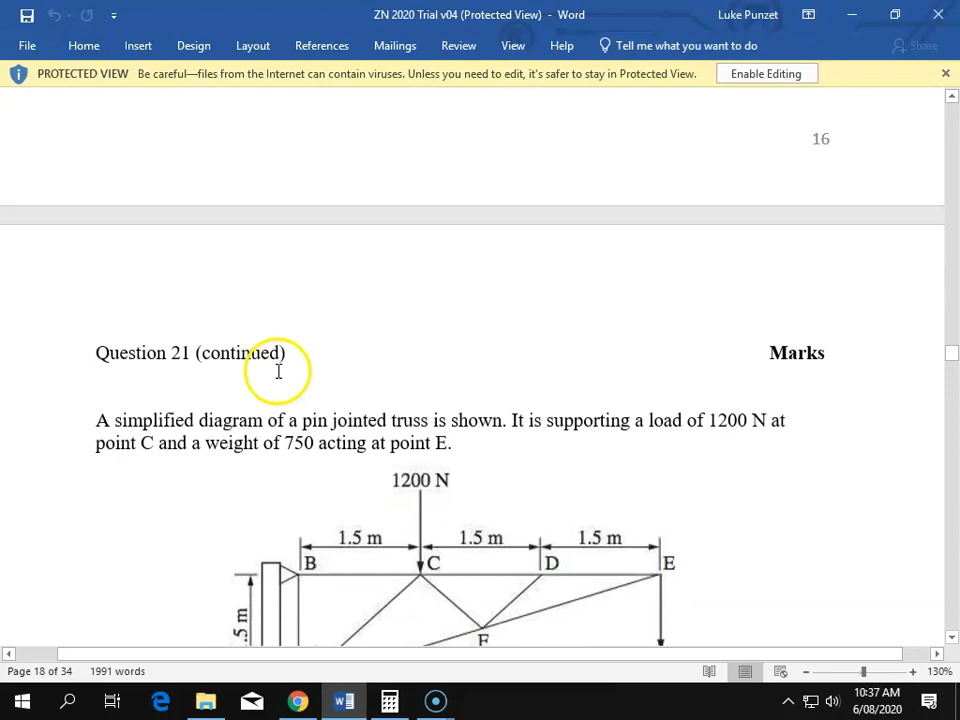 ZN 2020 Trial v04 (Protected View) - Word
Luke Punzet
File Home Insert Design Layout References Mailings Review View Help Tell me what you want to do Share
PROTECTED VIEW Be careful—files from the Internet can contain viruses. Unless you need to edit, it's safer to stay in Protected View. Enable Editing
16
Question 21 (continued) Marks
A simplified diagram of a pin jointed truss is shown. It is supporting a load of 1200 N at
point C and a weight of 750 acting at point E.
1200 N
1.5 m 1.5 m 1.5 m
B C D E
.5 m
F
Page 18 of 34 1991 words 130%
10:37 AM
6/08/2020